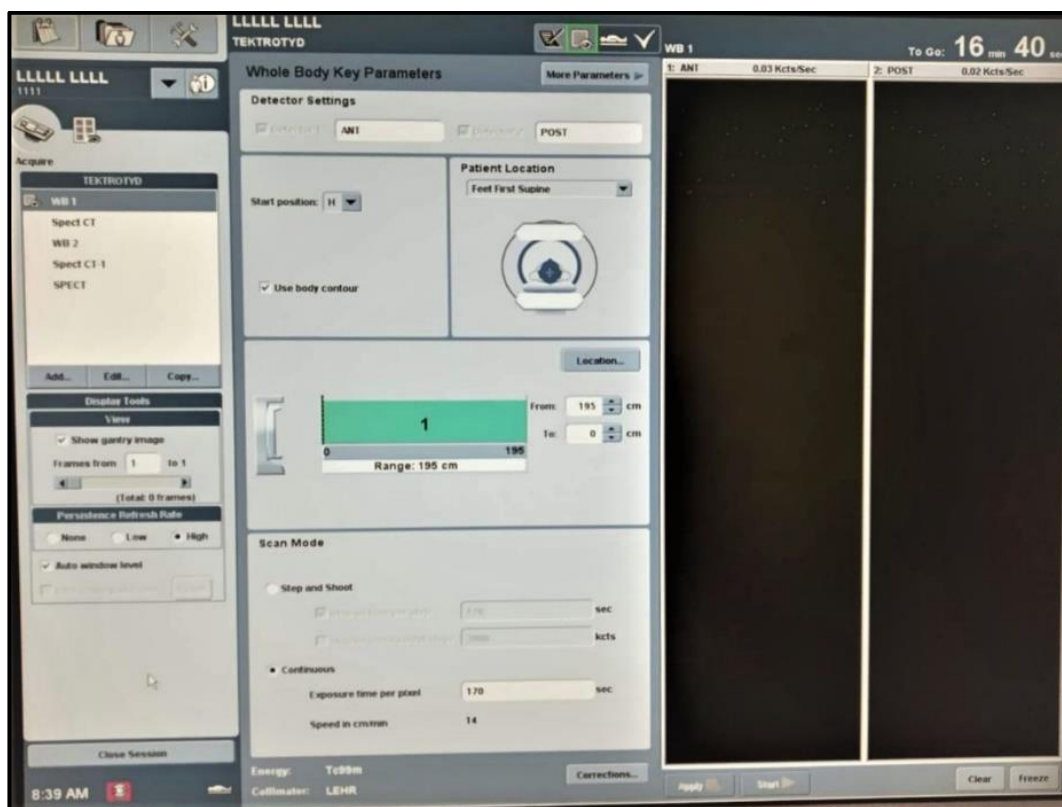 LLLLL LLLL
TEKTROTYD
WB 1
To Go: 16 min 40 sec
LLLLL LLLL
1111
Acquire
TEKTROTYD
WB 1
Spect CT
WB 2
Spect CT-1
SPECT
Add... Edit... Copy...
Display Tools
View
Show gantry image
Frames from 1 to 1
(Total: 0 frames)
Persistence Refresh Rate
None Low High
Auto window level
Close Session
8:39 AM
Whole Body Key Parameters
More Parameters
Detector Settings
Detector 1 ANT Detector 2 POST
Start position: H
Use body contour
Patient Location
Feet First Supine
Location...
1
0 195
Range: 195 cm
From: 195 cm
To: 0 cm
Scan Mode
Step and Shoot
sec
kcts
Continuous
Exposure time per pixel 170 sec
Speed in cm/min 14
Energy: Tc99m
Collimator: LEHR
Corrections...
1: ANT 0.03 Kcts/Sec
2: POST 0.02 Kcts/Sec
Apply Start Clear Freeze